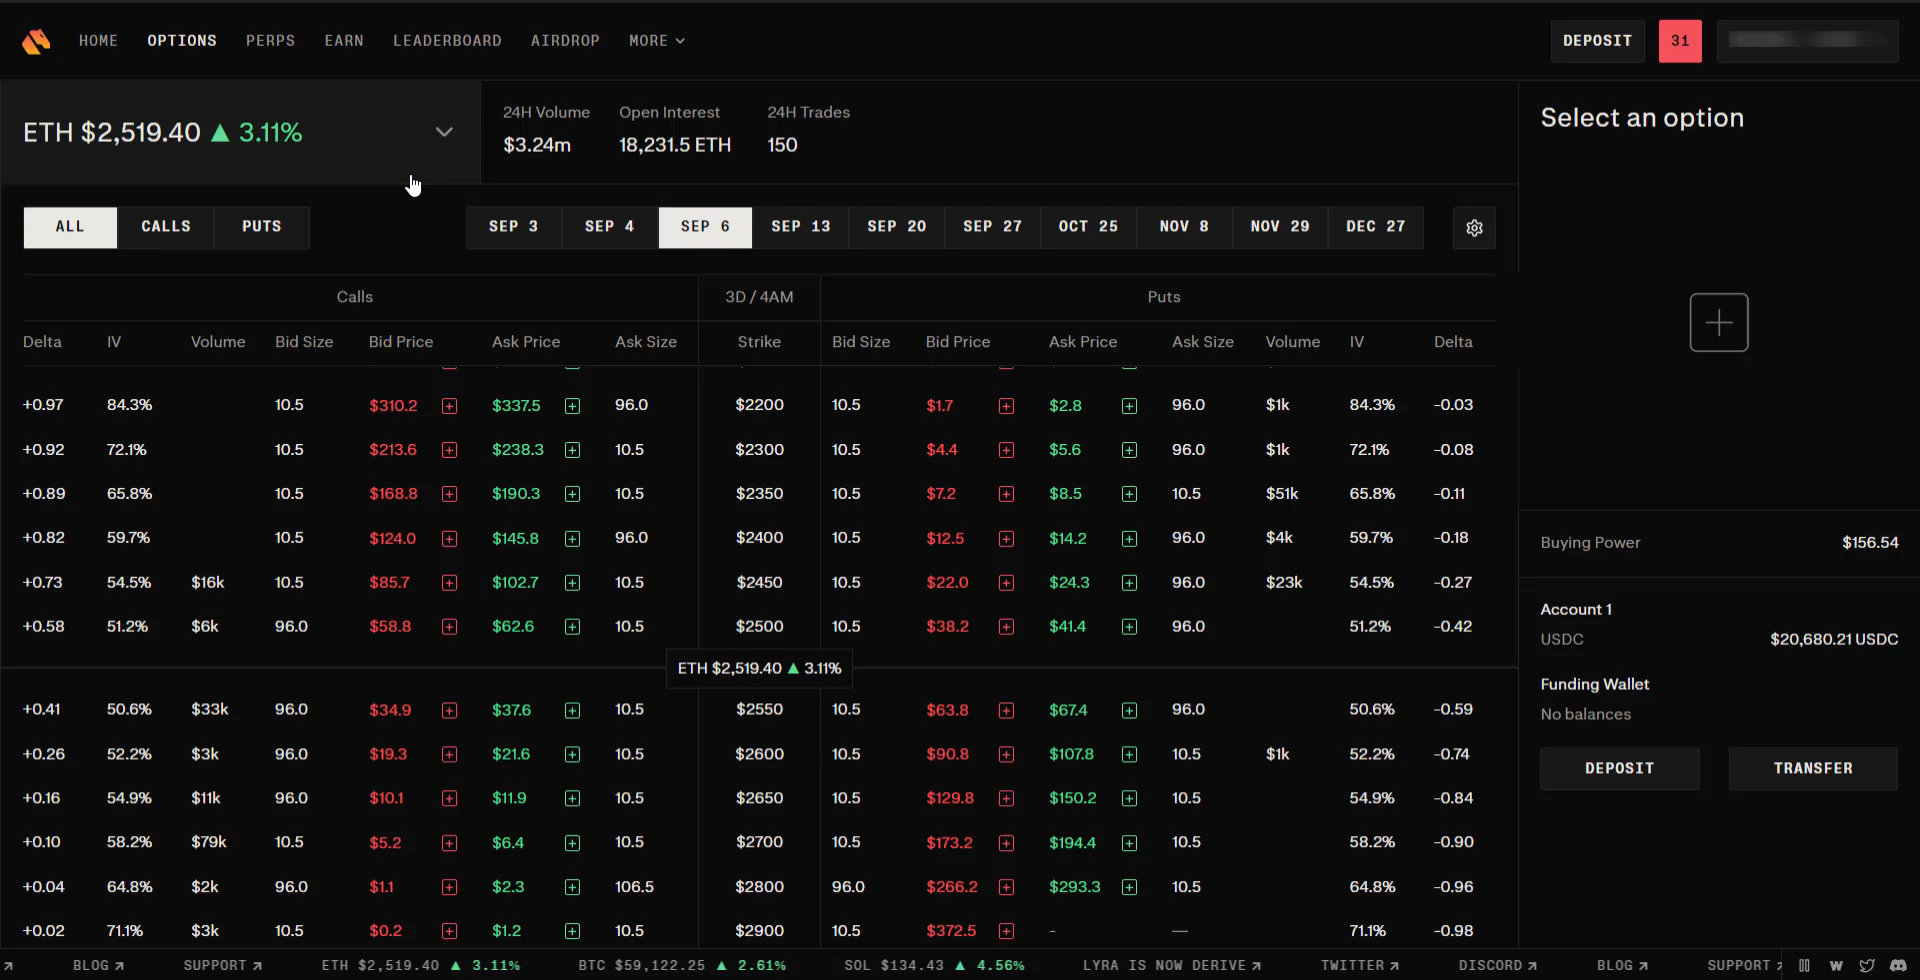 HOME OPTIONS PERPS EARN LEADERBOARD AIRDROP MORE DEPOSIT 31
ETH $2,519.40 ▲ 3.11% 24H Volume Open Interest 24H Trades Select an option
$3.24m 18,231.5 ETH 150
ALL CALLS PUTS SEP 3 SEP 4 SEP 6 SEP 13 SEP 20 SEP 27 OCT 25 NOV 8 NOV 29 DEC 27
Calls 3D / 4AM Puts
Delta IV Volume Bid Size Bid Price Ask Price Ask Size Strike Bid Size Bid Price Ask Price Ask Size Volume IV Delta
+0.97 84.3% 10.5 $310.2 $337.5 96.0 $2200 10.5 $1.7 $2.8 96.0 $1k 84.3% -0.03
+0.92 72.1% 10.5 $213.6 $238.3 10.5 $2300 10.5 $4.4 $5.6 96.0 $1k 72.1% -0.08
+0.89 65.8% 10.5 $168.8 $190.3 10.5 $2350 10.5 $7.2 $8.5 10.5 $51k 65.8% -0.11
+0.82 59.7% 10.5 $124.0 $145.8 96.0 $2400 10.5 $12.5 $14.2 96.0 $4k 59.7% -0.18
+0.73 54.5% $16k 10.5 $85.7 $102.7 10.5 $2450 10.5 $22.0 $24.3 96.0 $23k 54.5% -0.27
+0.58 51.2% $6k 96.0 $58.8 $62.6 10.5 $2500 10.5 $38.2 $41.4 96.0 51.2% -0.42
ETH $2,519.40 ▲ 3.11%
+0.41 50.6% $33k 96.0 $34.9 $37.6 10.5 $2550 10.5 $63.8 $67.4 96.0 50.6% -0.59
+0.26 52.2% $3k 96.0 $19.3 $21.6 10.5 $2600 10.5 $90.8 $107.8 10.5 $1k 52.2% -0.74
+0.16 54.9% $11k 96.0 $10.1 $11.9 10.5 $2650 10.5 $129.8 $150.2 10.5 54.9% -0.84
+0.10 58.2% $79k 10.5 $5.2 $6.4 10.5 $2700 10.5 $173.2 $194.4 10.5 58.2% -0.90
+0.04 64.8% $2k 96.0 $1.1 $2.3 106.5 $2800 96.0 $266.2 $293.3 10.5 64.8% -0.96
+0.02 71.1% $3k 10.5 $0.2 $1.2 10.5 $2900 10.5 $372.5 - — 71.1% -0.98
Buying Power $156.54
Account 1
USDC $20,680.21 USDC
Funding Wallet
No balances
DEPOSIT TRANSFER
↗ BLOG ↗ SUPPORT ↗ ETH $2,519.40 ▲ 3.11% BTC $59,122.25 ▲ 2.61% SOL $134.43 ▲ 4.56% LYRA IS NOW DERIVE ↗ TWITTER ↗ DISCORD ↗ BLOG ↗ SUPPORT ↗